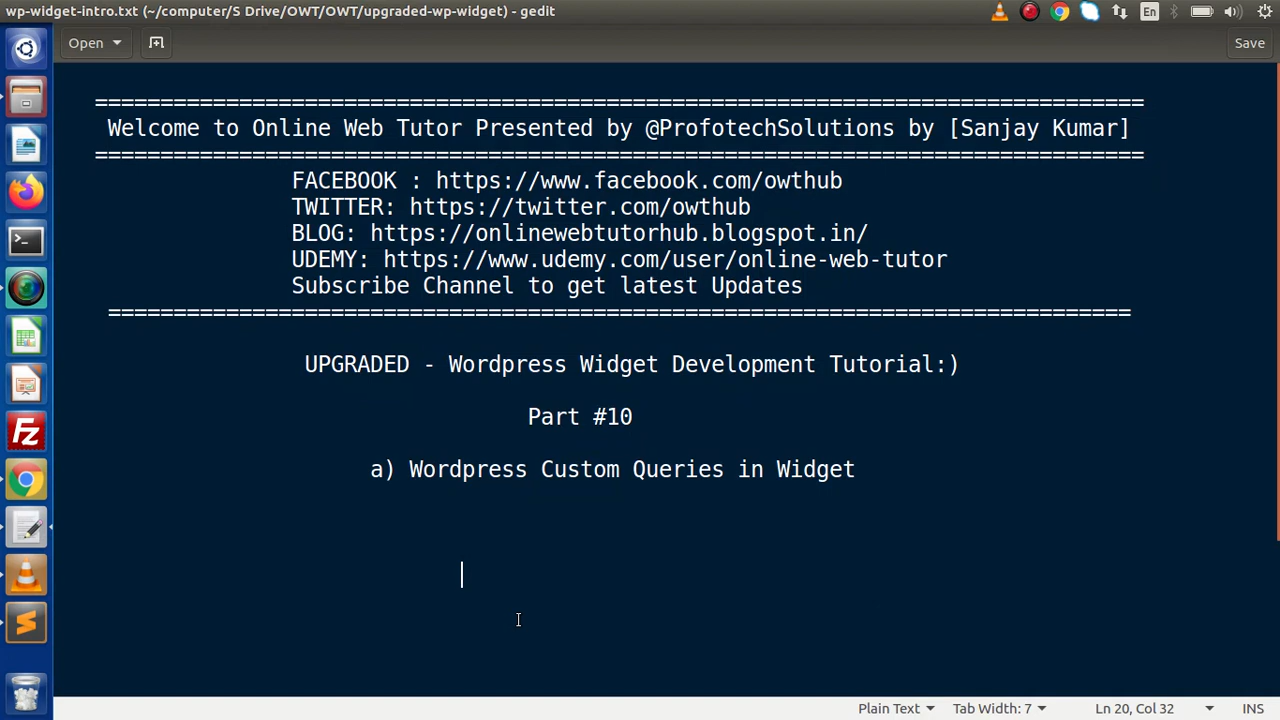 wp-widget-intro.txt (~/computer/S Drive/OWT/OWT/upgraded-wp-widget) - gedit
En
Open
Save
================================================================================
Welcome to Online Web Tutor Presented by @ProfotechSolutions by [Sanjay Kumar]
================================================================================
FACEBOOK : https://www.facebook.com/owthub
TWITTER: https://twitter.com/owthub
BLOG: https://onlinewebtutorhub.blogspot.in/
UDEMY: https://www.udemy.com/user/online-web-tutor
Subscribe Channel to get latest Updates
==============================================================================
UPGRADED - Wordpress Widget Development Tutorial:)
Part #10
a) Wordpress Custom Queries in Widget
Fz
Plain Text
Tab Width: 7
Ln 20, Col 32
INS